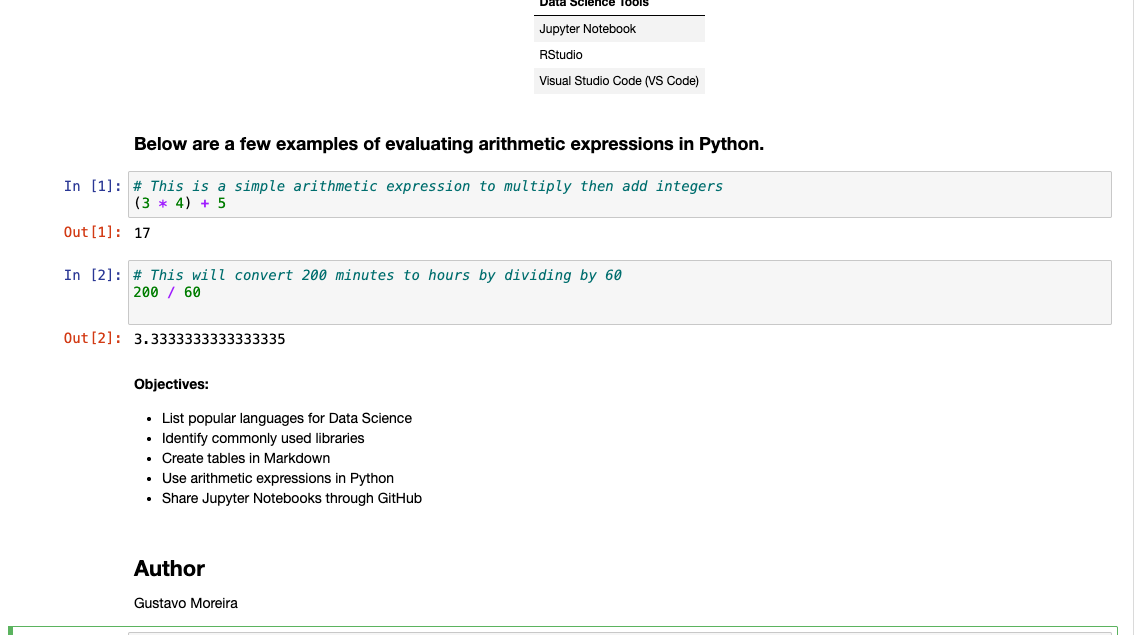 Data Science Tools
Jupyter Notebook
RStudio
Visual Studio Code (VS Code)
Below are a few examples of evaluating arithmetic expressions in Python.
In [1]: # This is a simple arithmetic expression to multiply then add integers
(3 * 4) + 5
Out[1]: 17
In [2]: # This will convert 200 minutes to hours by dividing by 60
200 / 60
Out[2]: 3.3333333333333335
Objectives:
• List popular languages for Data Science
• Identify commonly used libraries
• Create tables in Markdown
• Use arithmetic expressions in Python
• Share Jupyter Notebooks through GitHub
Author
Gustavo Moreira